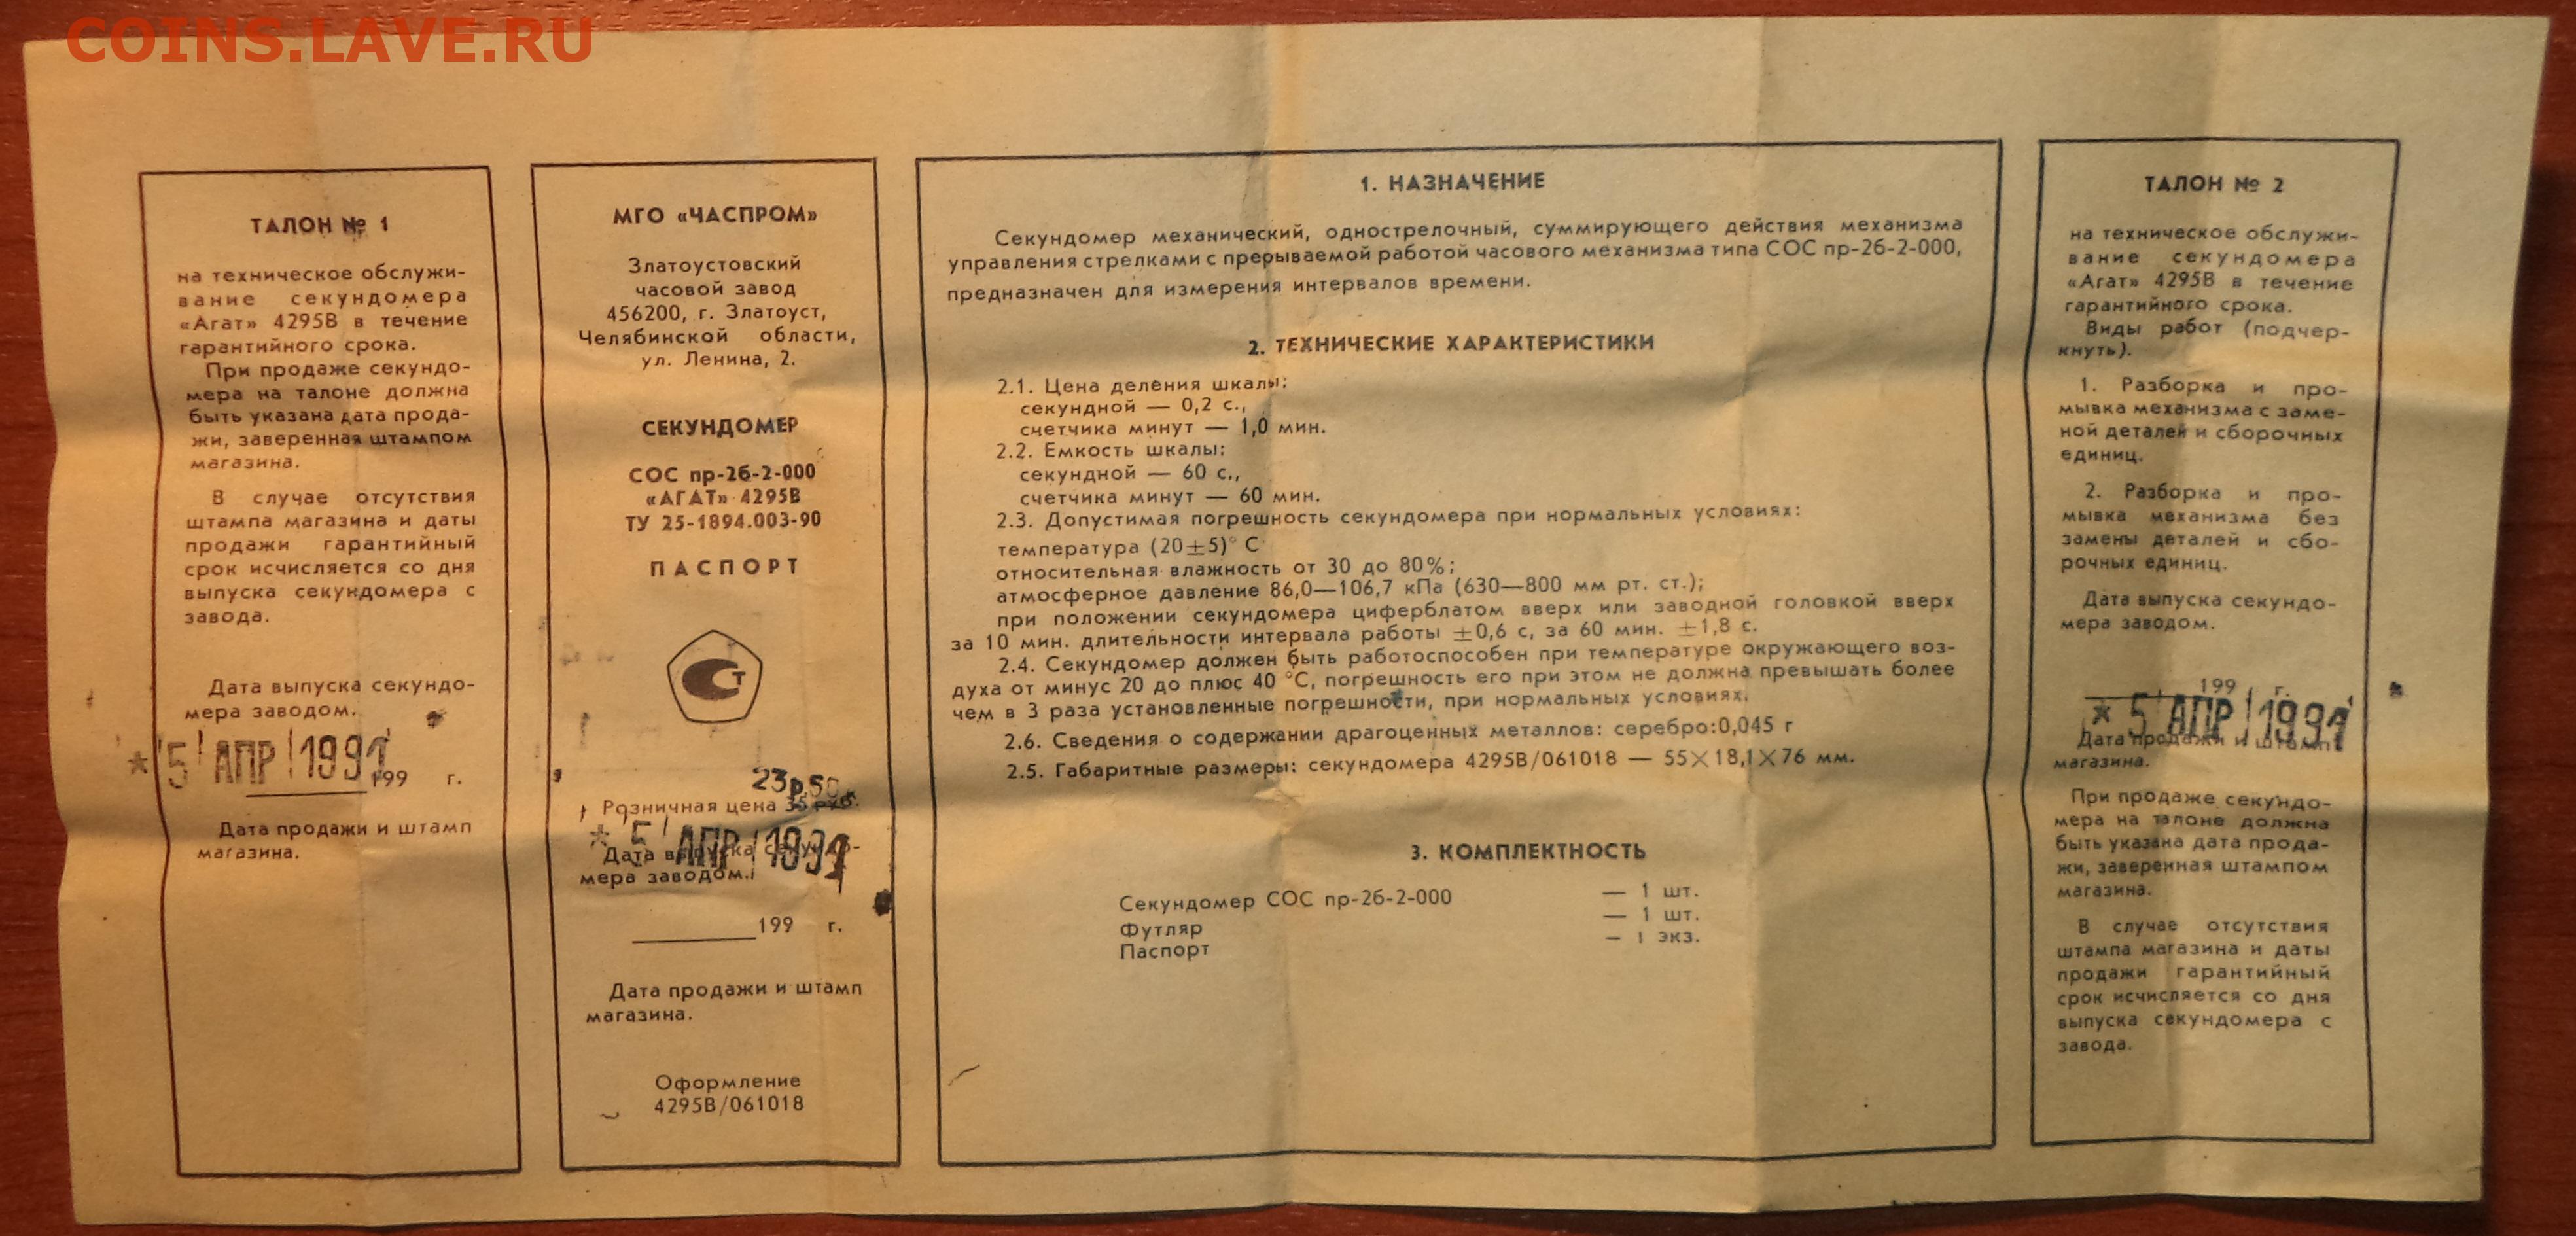 COINS.LAVE.RU
ТАЛОН № 1
на техническое обслужи-
вание секундомера
«Агат» 4295В в течение
гарантийного срока.
При продаже секундо-
мера на талоне должна
быть указана дата прода-
жи, заверенная штампом
магазина.
В случае отсутствия
штампа магазина и даты
продажи гарантийный
срок исчисляется со дня
выпуска секундомера с
завода.
Дата выпуска секундо-
мера заводом.
* 5 АПР 1991
199 г.
Дата продажи и штамп
магазина.
МГО «ЧАСПРОМ»
Златоустовский
часовой завод
456200, г. Златоуст,
Челябинской области,
ул. Ленина, 2.
СЕКУНДОМЕР
СОС пр-2б-2-000
«АГАТ» 4295В
ТУ 25-1894.003-90
ПАСПОРТ
23р.50
Розничная цена 35 руб.
* 5 АПР 1991
Дата выпуска секундо-
мера заводом.
199 г.
Дата продажи и штамп
магазина.
Оформление
4295В/061018
1. НАЗНАЧЕНИЕ
Секундомер механический, однострелочный, суммирующего действия механизма
управления стрелками с прерываемой работой часового механизма типа СОС пр-2б-2-000,
предназначен для измерения интервалов времени.
2. ТЕХНИЧЕСКИЕ ХАРАКТЕРИСТИКИ
2.1. Цена деления шкалы:
секундной — 0,2 с.,
счетчика минут — 1,0 мин.
2.2. Емкость шкалы:
секундной — 60 с.,
счетчика минут — 60 мин.
2.3. Допустимая погрешность секундомера при нормальных условиях:
температура (20±5)° С
относительная влажность от 30 до 80%;
атмосферное давление 86,0—106,7 кПа (630—800 мм рт. ст.);
при положении секундомера циферблатом вверх или заводной головкой вверх
за 10 мин. длительности интервала работы ±0,6 с, за 60 мин. ±1,8 с.
2.4. Секундомер должен быть работоспособен при температуре окружающего воз-
духа от минус 20 до плюс 40 °С, погрешность его при этом не должна превышать более
чем в 3 раза установленные погрешности, при нормальных условиях.
2.6. Сведения о содержании драгоценных металлов: серебро:0,045 г
2.5. Габаритные размеры: секундомера 4295В/061018 — 55×18,1×76 мм.
3. КОМПЛЕКТНОСТЬ
Секундомер СОС пр-2б-2-000 — 1 шт.
Футляр — 1 шт.
Паспорт — 1 экз.
ТАЛОН № 2
на техническое обслужи-
вание секундомера
«Агат» 4295В в течение
гарантийного срока.
Виды работ (подчер-
кнуть).
1. Разборка и про-
мывка механизма с заме-
ной деталей и сборочных
единиц.
2. Разборка и про-
мывка механизма без
замены деталей и сбо-
рочных единиц.
Дата выпуска секундо-
мера заводом.
199 г.
* 5 АПР 1991
Дата продажи и штамп
магазина.
При продаже секундо-
мера на талоне должна
быть указана дата прода-
жи, заверенная штампом
магазина.
В случае отсутствия
штампа магазина и даты
продажи гарантийный
срок исчисляется со дня
выпуска секундомера с
завода.